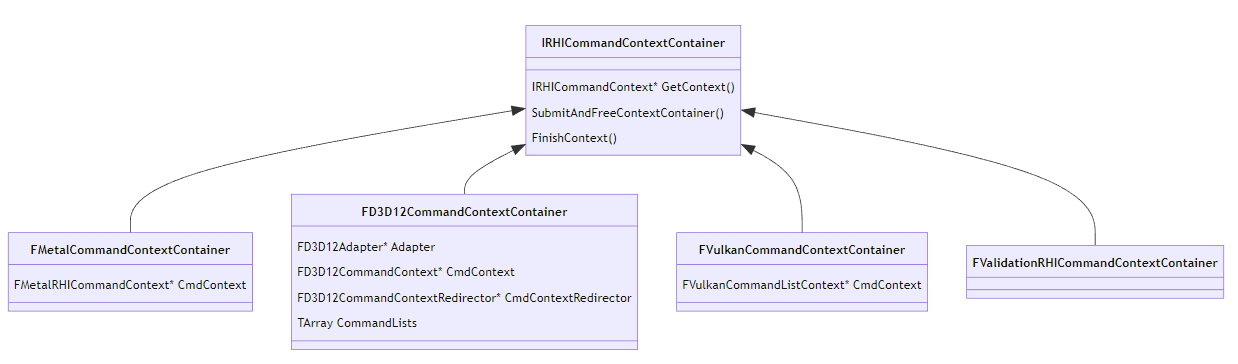 IRHICommandContextContainer
IRHICommandContext* GetContext()
SubmitAndFreeContextContainer()
FinishContext()
FMetalCommandContextContainer
FMetalRHICommandContext* CmdContext
FD3D12CommandContextContainer
FD3D12Adapter* Adapter
FD3D12CommandContext* CmdContext
FD3D12CommandContextRedirector* CmdContextRedirector
TArray CommandLists
FVulkanCommandContextContainer
FVulkanCommandListContext* CmdContext
FValidationRHICommandContextContainer